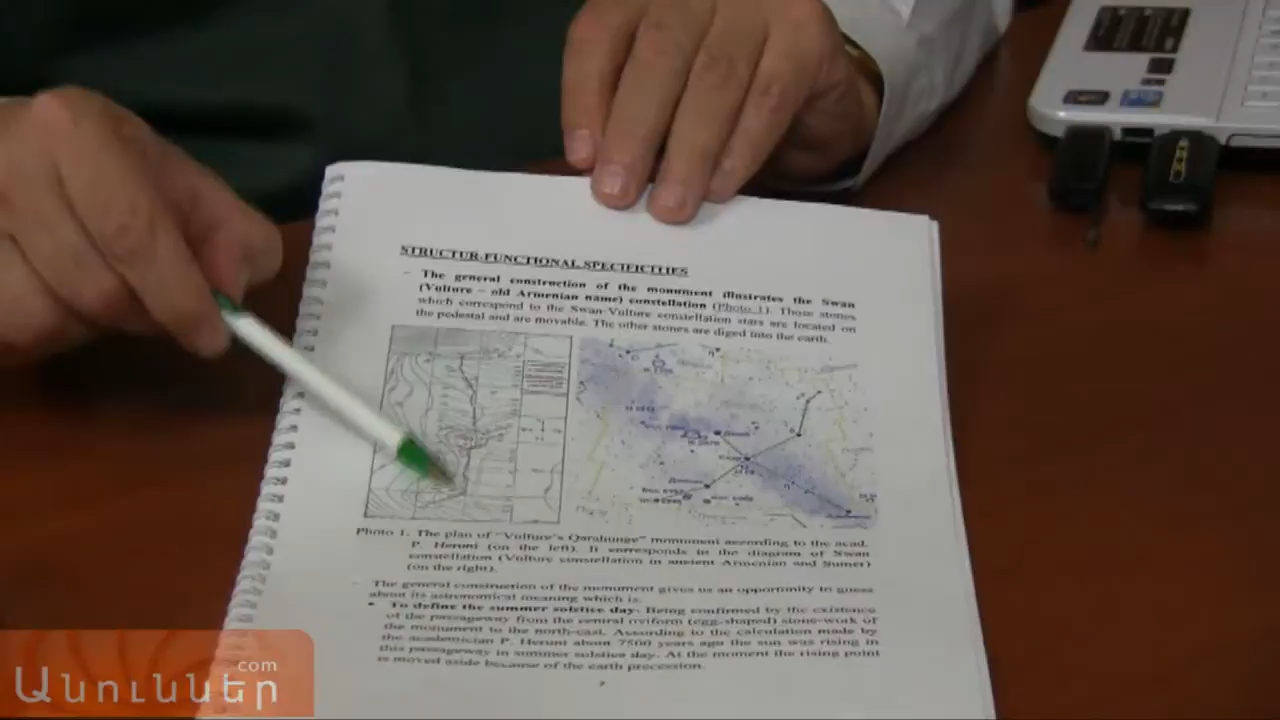 STRUCTUR-FUNCTIONAL SPECIFICITIES
- The general construction of the monument illustrates the Swan
(Vulture – old Armenian name) constellation (Photo 1). Those stones
which correspond to the Swan-Vulture constellation stars are located on
the pedestal and are movable. The other stones are diged into the earth.
Photo 1. The plan of "Vulture's Qarahunge" monument according to the acad.
P. Heruni (on the left). It corresponds in the diagram of Swan
constellation (Vulture constellation in ancient Armenian and Sumer)
(on the right).
- The general construction of the monument gives us an opportunity to guess
about its astronomical meaning which is.
• To define the summer solstice day. Being confirmed by the existence
of the passageway from the central oviform (egg-shaped) stone-work of
the monument to the north-east. According to the calculation made by
the academician P. Heruni about 7500 years ago the sun was rising in
this passageway in summer solstice day. At the moment the rising point
is moved aside because of the earth precession.
7
Անուններ
com